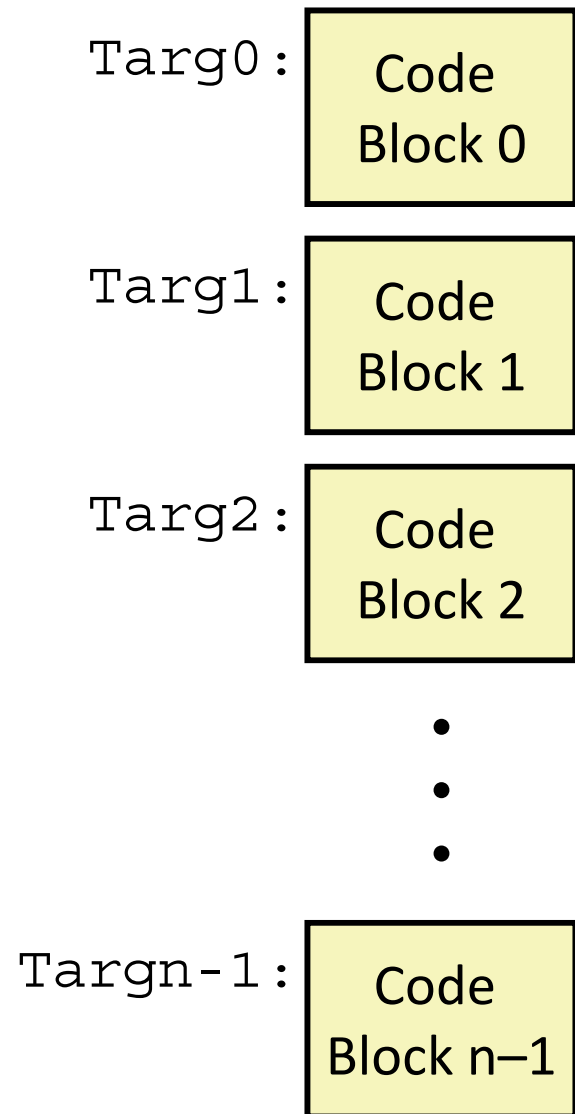 Targ0:
Code
Block 0
Targ1:
Code
Block 1
Targ2:
Code
Block 2
•
•
•
Targn-1:
Code
Block n–1